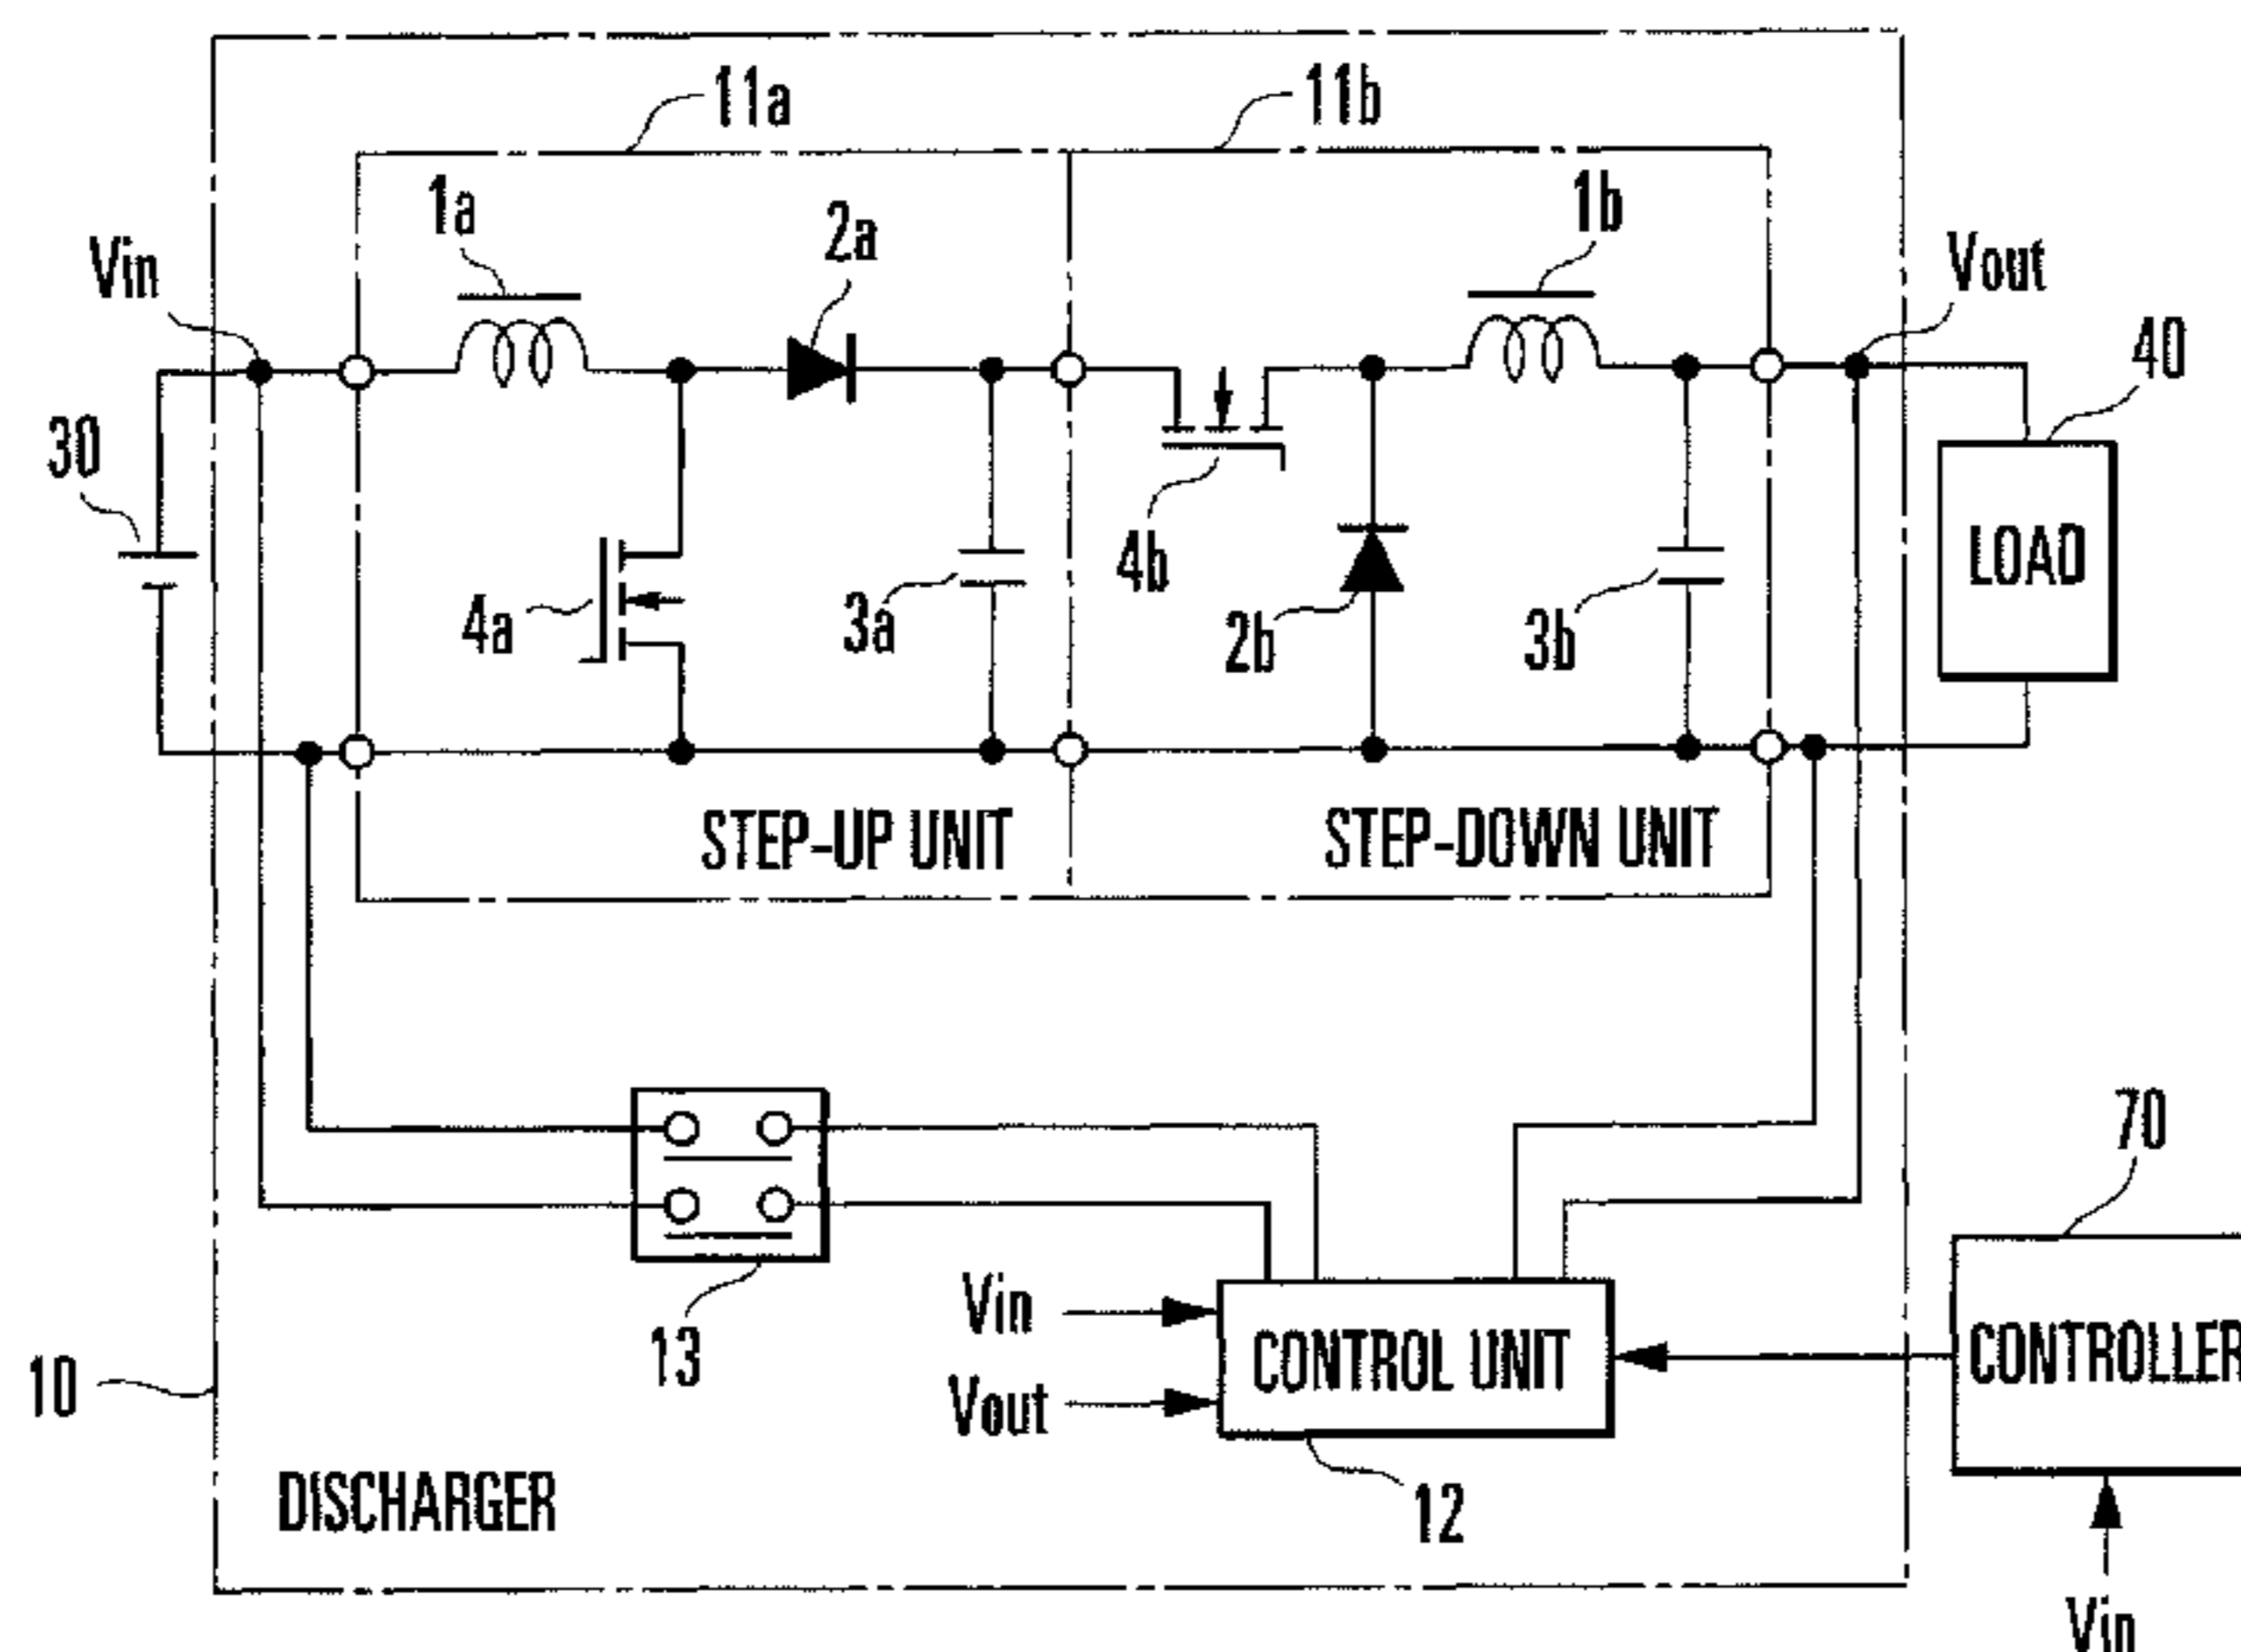 11a
11b
1a
2a
1b
Vin
Vout
40
30
LOAD
4a
3a
4b
2b
3b
STEP-UP UNIT
STEP-DOWN UNIT
70
13
Vin
CONTROL UNIT
CONTROLLER
Vout
10
12
DISCHARGER
Vin